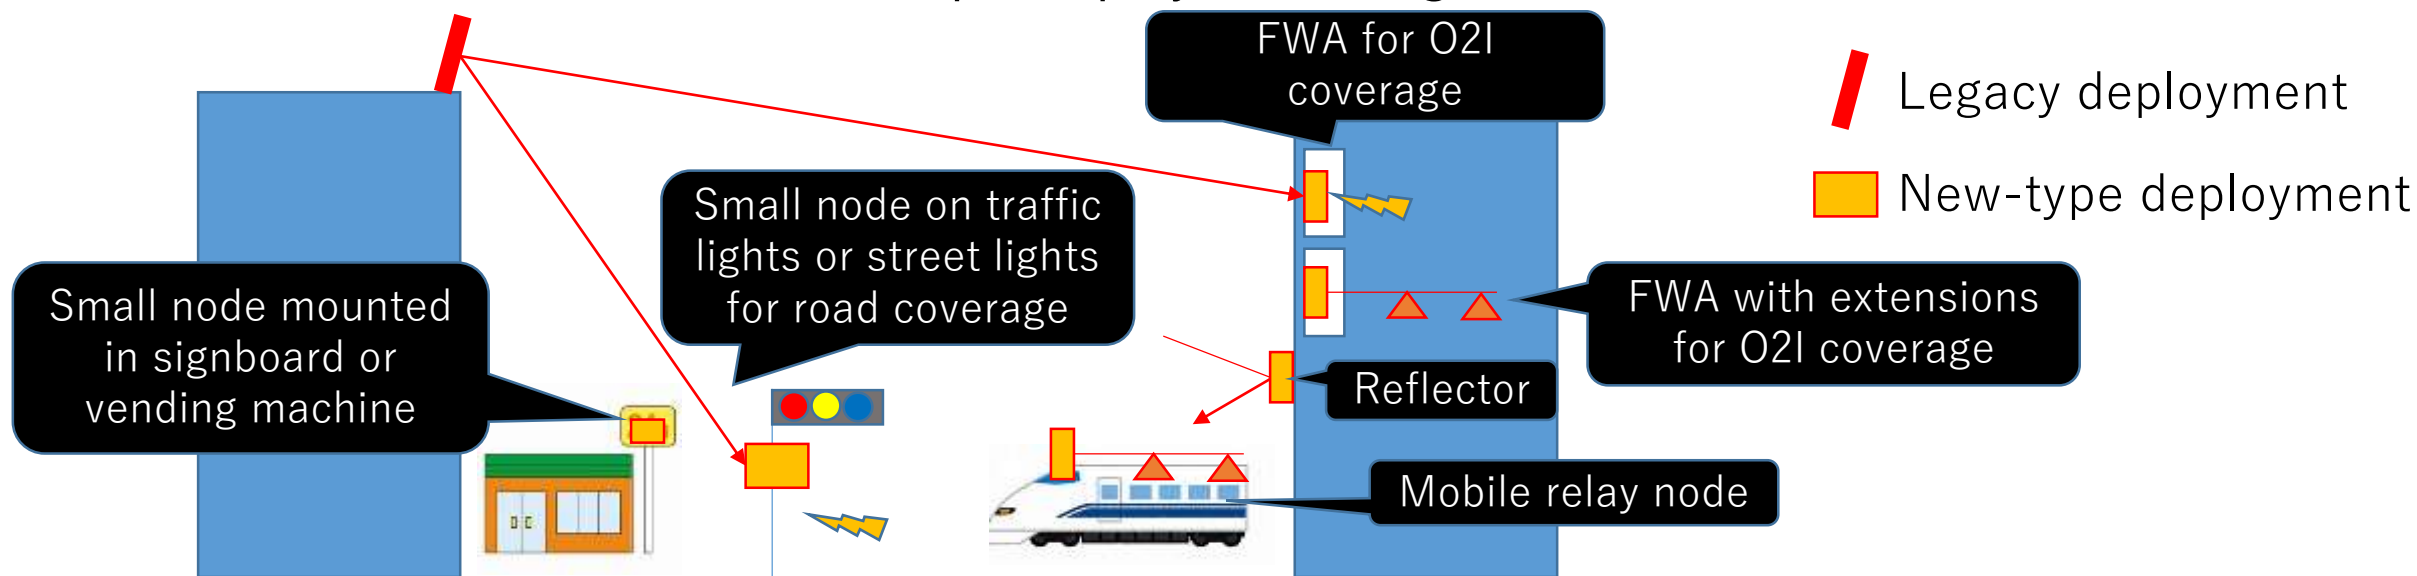 FWA for O2I
coverage
Legacy deployment
New-type deployment
Small node on traffic
lights or street lights
for road coverage
Small node mounted
in signboard or
vending machine
FWA with extensions
for O2I coverage
Reflector
Mobile relay node